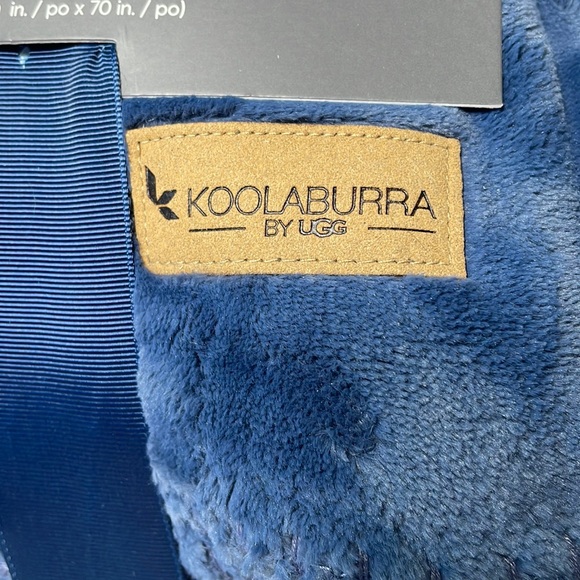 in. / po x 70 in. / po)
KOOLABURRA
BY UGG